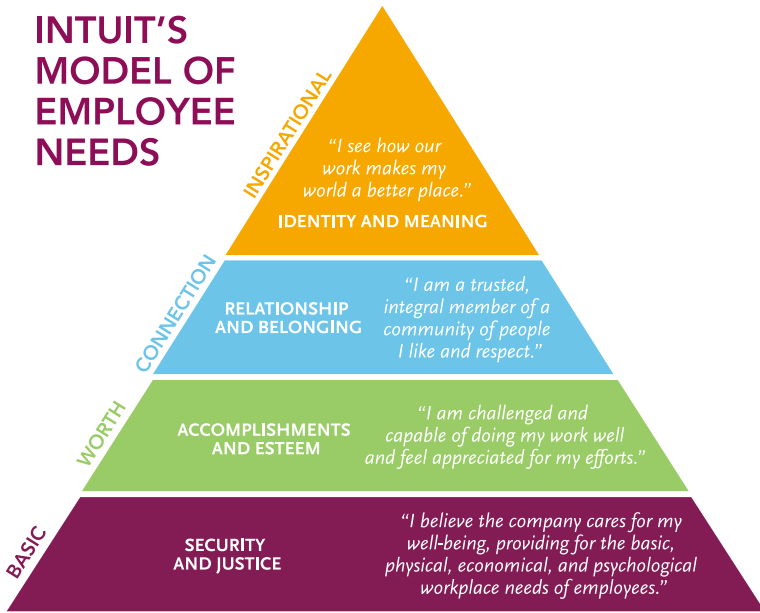 INTUIT’S
MODEL OF
EMPLOYEE
NEEDS
INSPIRATIONAL
“I see how our
work makes my
world a better place.”
IDENTITY AND MEANING
CONNECTION
RELATIONSHIP
AND BELONGING
“I am a trusted,
integral member of a
community of people
I like and respect.”
WORTH
ACCOMPLISHMENTS
AND ESTEEM
“I am challenged and
capable of doing my work well
and feel appreciated for my efforts.”
BASIC
SECURITY
AND JUSTICE
“I believe the company cares for my
well-being, providing for the basic,
physical, economical, and psychological
workplace needs of employees.”